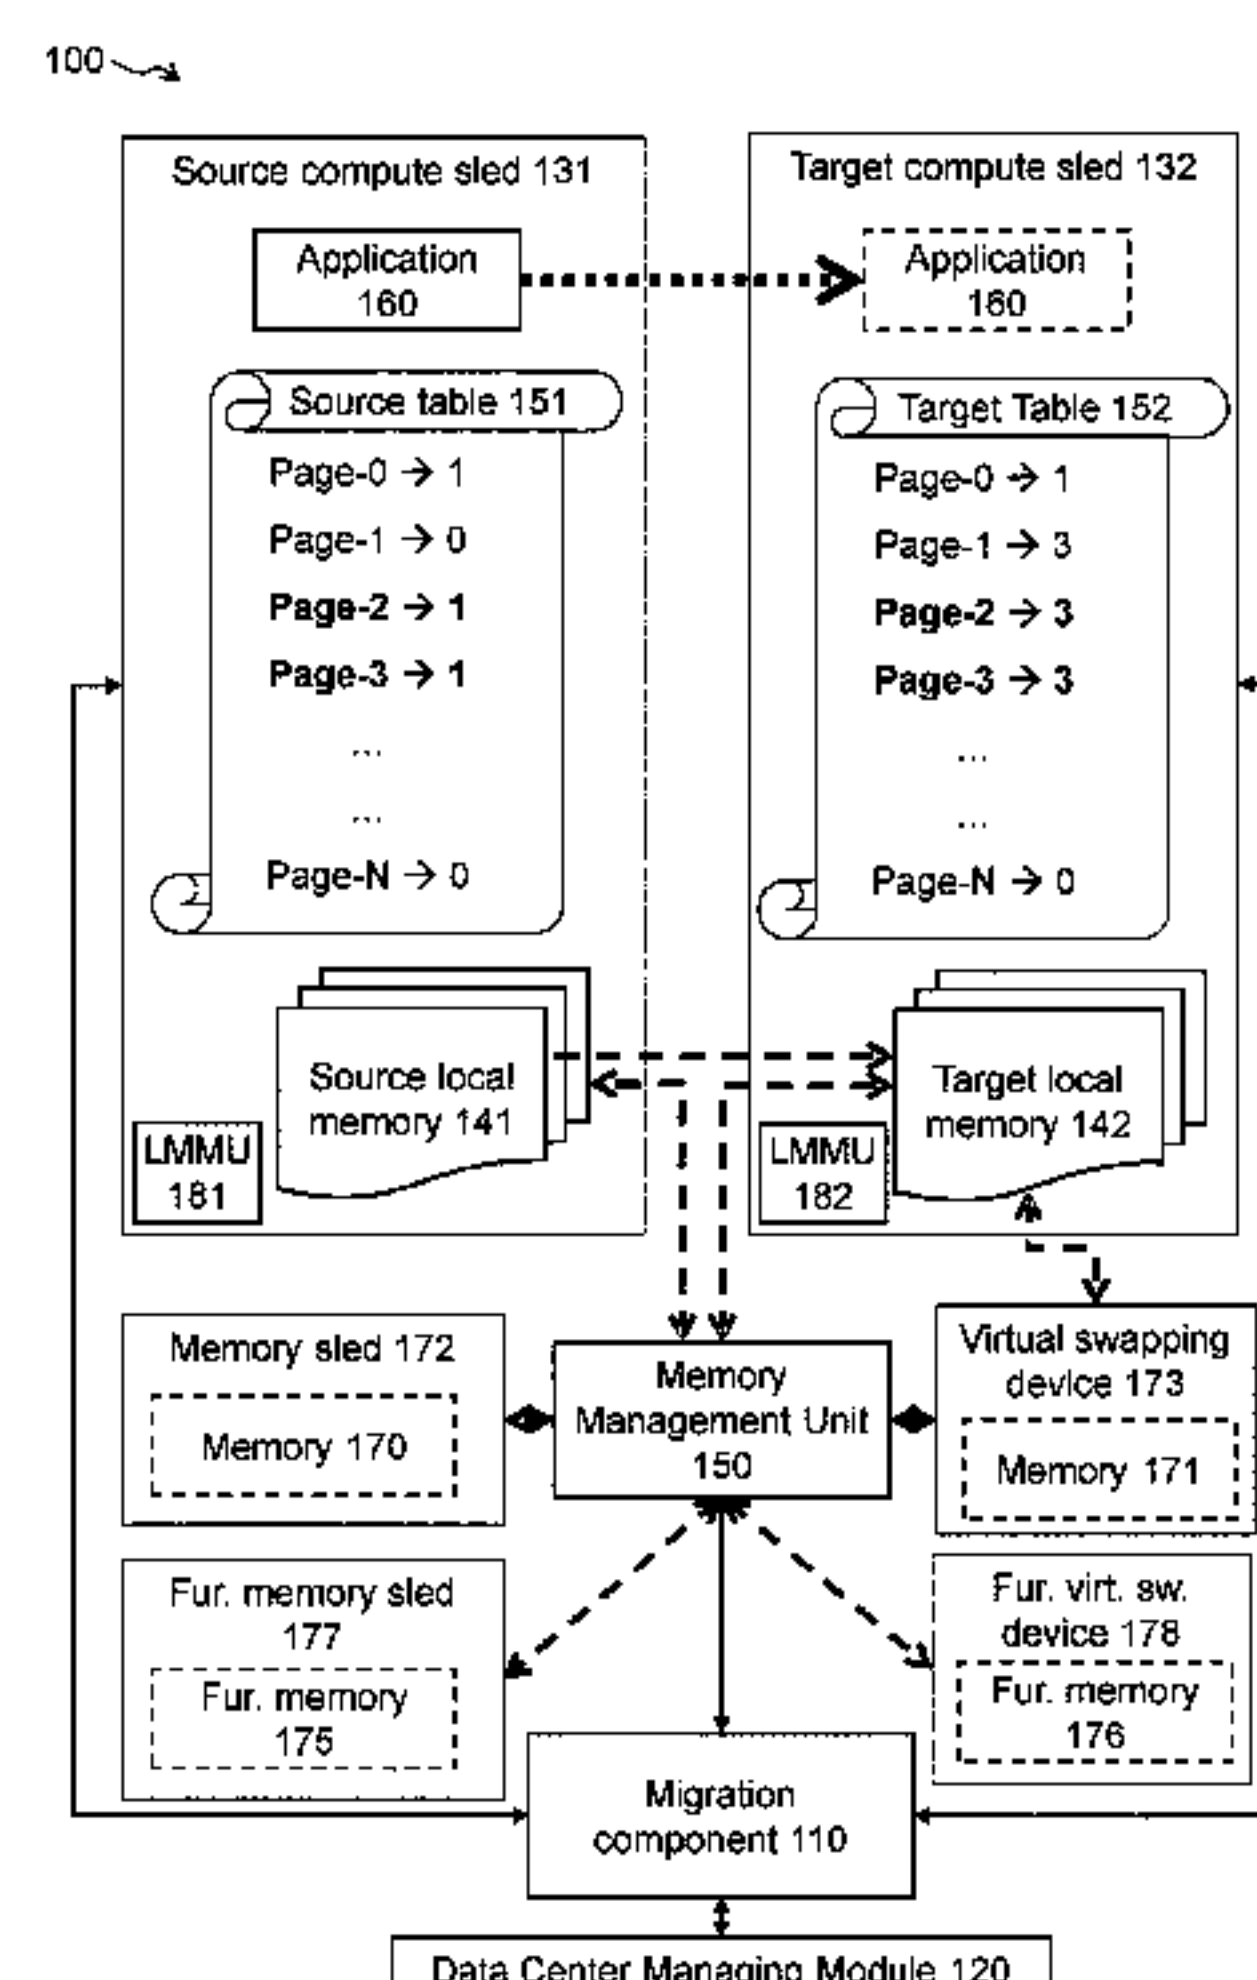 100
Source compute sled 131
Application
160
Source table 151
Page-0 → 1
Page-1 → 0
Page-2 → 1
Page-3 → 1
...
...
Page-N → 0
Source local
memory 141
LMMU
181
Target compute sled 132
Application
160
Target Table 152
Page-0 → 1
Page-1 → 3
Page-2 → 3
Page-3 → 3
...
...
Page-N → 0
Target local
memory 142
LMMU
182
Memory sled 172
Memory 170
Memory
Management Unit
150
Virtual swapping
device 173
Memory 171
Fur. memory sled
177
Fur. memory
175
Fur. virt. sw.
device 178
Fur. memory
176
Migration
component 110
Data Center Managing Module 120